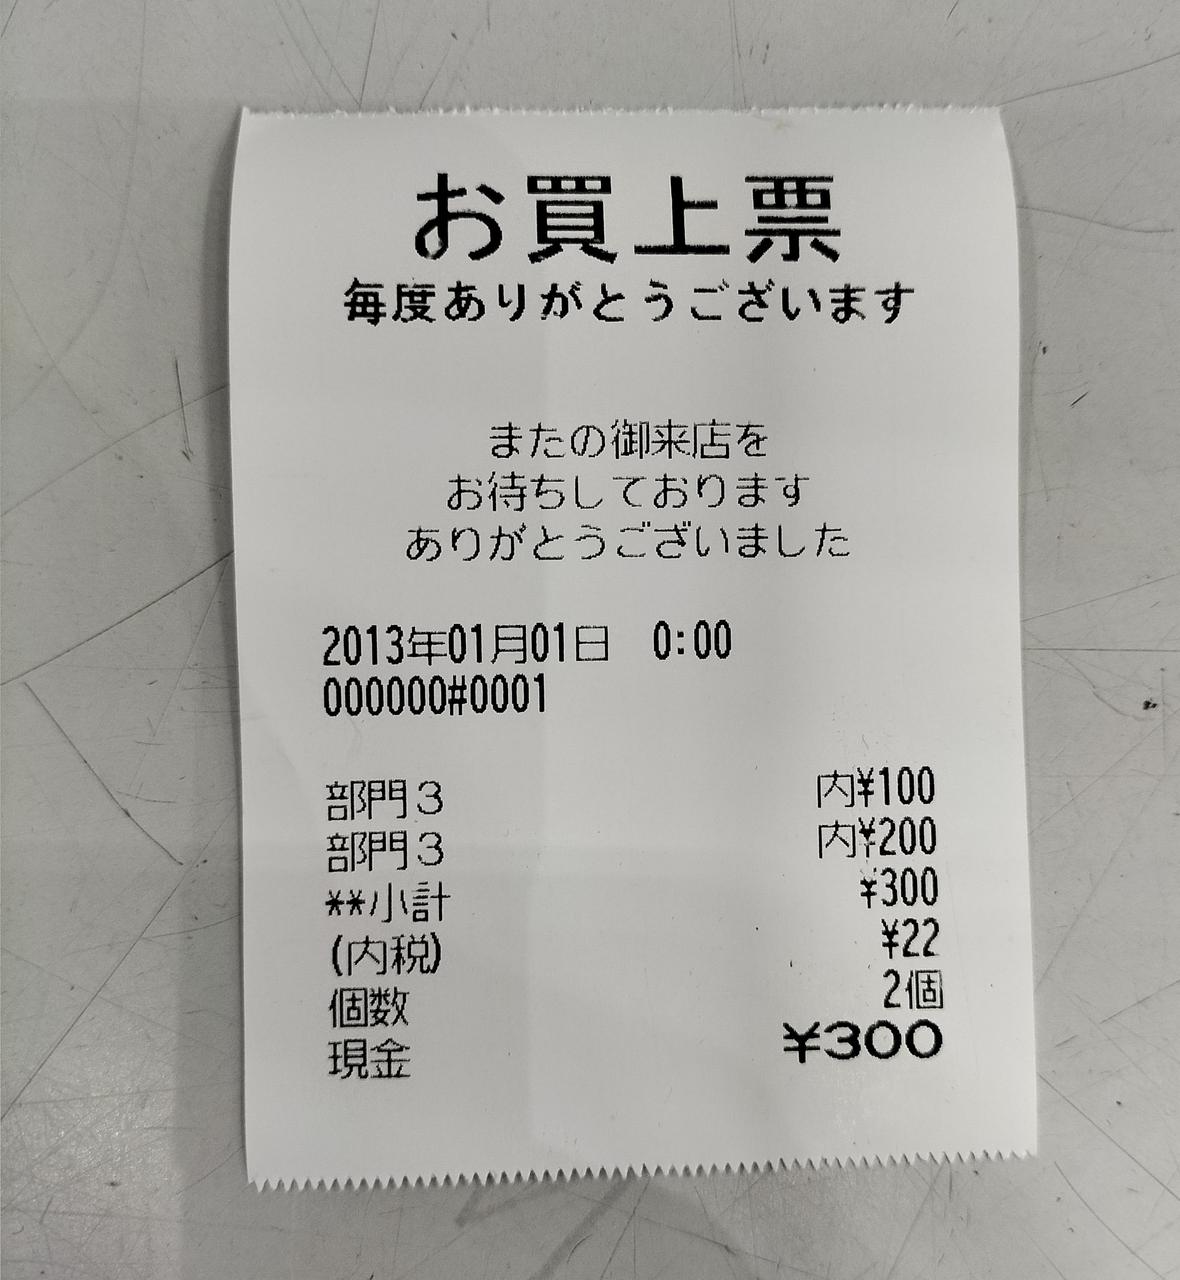 お買上票
毎度ありがとうございます
またの御来店を
お待ちしております
ありがとうございました
2013年01月01日 0:00
000000#0001
部門3 内¥100
部門3 内¥200
**小計 ¥300
(内税) ¥22
個数 2個
現金 ¥300